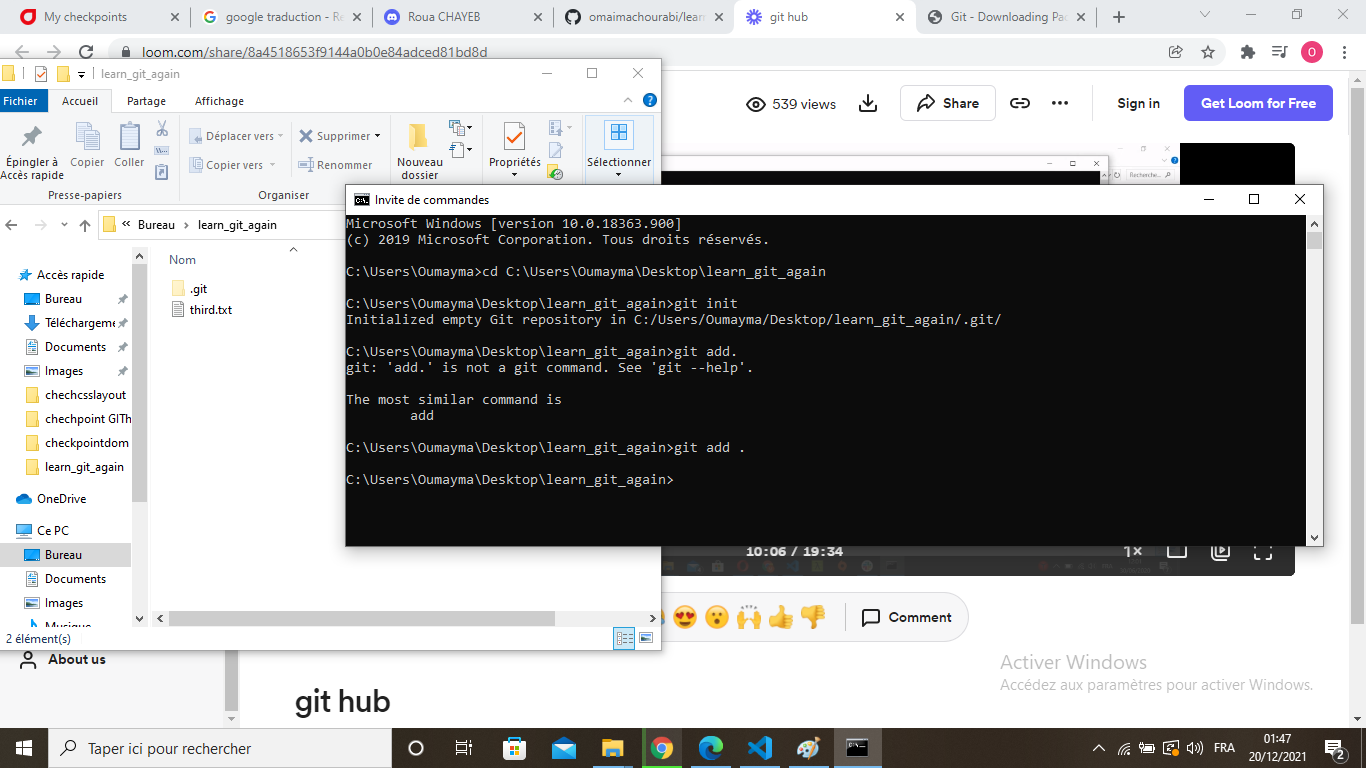 My checkpoints
google traduction - Re
Roua CHAYEB
omaimachourabi/lear
git hub
Git - Downloading Pac
loom.com/share/8a4518653f9144a0b0e84adced81bd8d
O
learn_git_again
Fichier
Accueil
Partage
Affichage
Épingler à
Accès rapide
Copier
Coller
Presse-papiers
Déplacer vers
Copier vers
Supprimer
Renommer
Organiser
Nouveau
dossier
Propriétés
Sélectionner
539 views
Share
Sign in
Get Loom for Free
Recherche...
Bureau
learn_git_again
Nom
.git
third.txt
Accès rapide
Bureau
Téléchargeme
Documents
Images
chechcsslayout
chechpoint GITh
checkpointdom
learn_git_again
OneDrive
Ce PC
Bureau
Documents
Images
Musique
2 élément(s)
Invite de commandes
Microsoft Windows [version 10.0.18363.900]
(c) 2019 Microsoft Corporation. Tous droits réservés.
C:\Users\Oumayma>cd C:\Users\Oumayma\Desktop\learn_git_again
C:\Users\Oumayma\Desktop\learn_git_again>git init
Initialized empty Git repository in C:/Users/Oumayma/Desktop/learn_git_again/.git/
C:\Users\Oumayma\Desktop\learn_git_again>git add.
git: 'add.' is not a git command. See 'git --help'.
The most similar command is
add
C:\Users\Oumayma\Desktop\learn_git_again>git add .
C:\Users\Oumayma\Desktop\learn_git_again>
10:06 / 19:34
1×
Comment
About us
git hub
Activer Windows
Accédez aux paramètres pour activer Windows.
Taper ici pour rechercher
FRA
01:47
20/12/2021
2